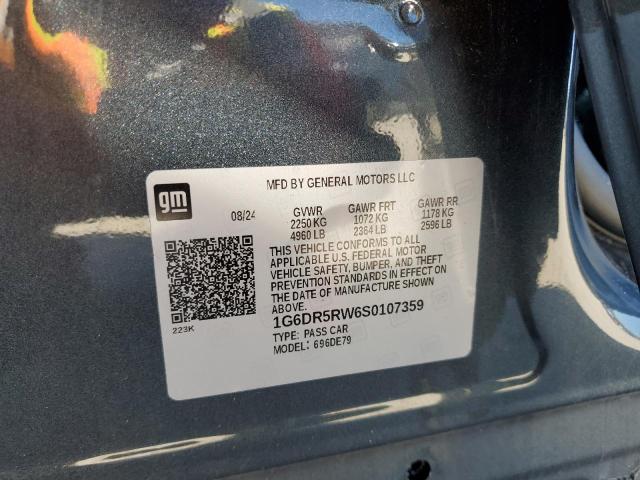 MFD BY GENERAL MOTORS LLC
gm
08/24 GVWR GAWR FRT GAWR RR
2250 KG 1072 KG 1178 KG
4960 LB 2364 LB 2596 LB
THIS VEHICLE CONFORMS TO ALL
APPLICABLE U.S. FEDERAL MOTOR
VEHICLE SAFETY, BUMPER, AND THEFT
PREVENTION STANDARDS IN EFFECT ON
THE DATE OF MANUFACTURE SHOWN
ABOVE.
1G6DR5RW6S0107359
223K
TYPE: PASS CAR
MODEL: 696DE79